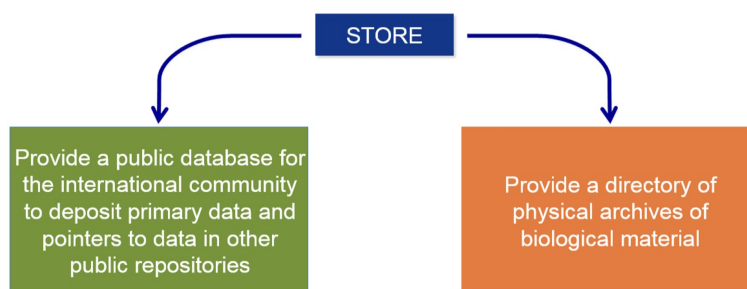 STORE
Provide a public database for
the international community
to deposit primary data and
pointers to data in other
public repositories
Provide a directory of
physical archives of
biological material